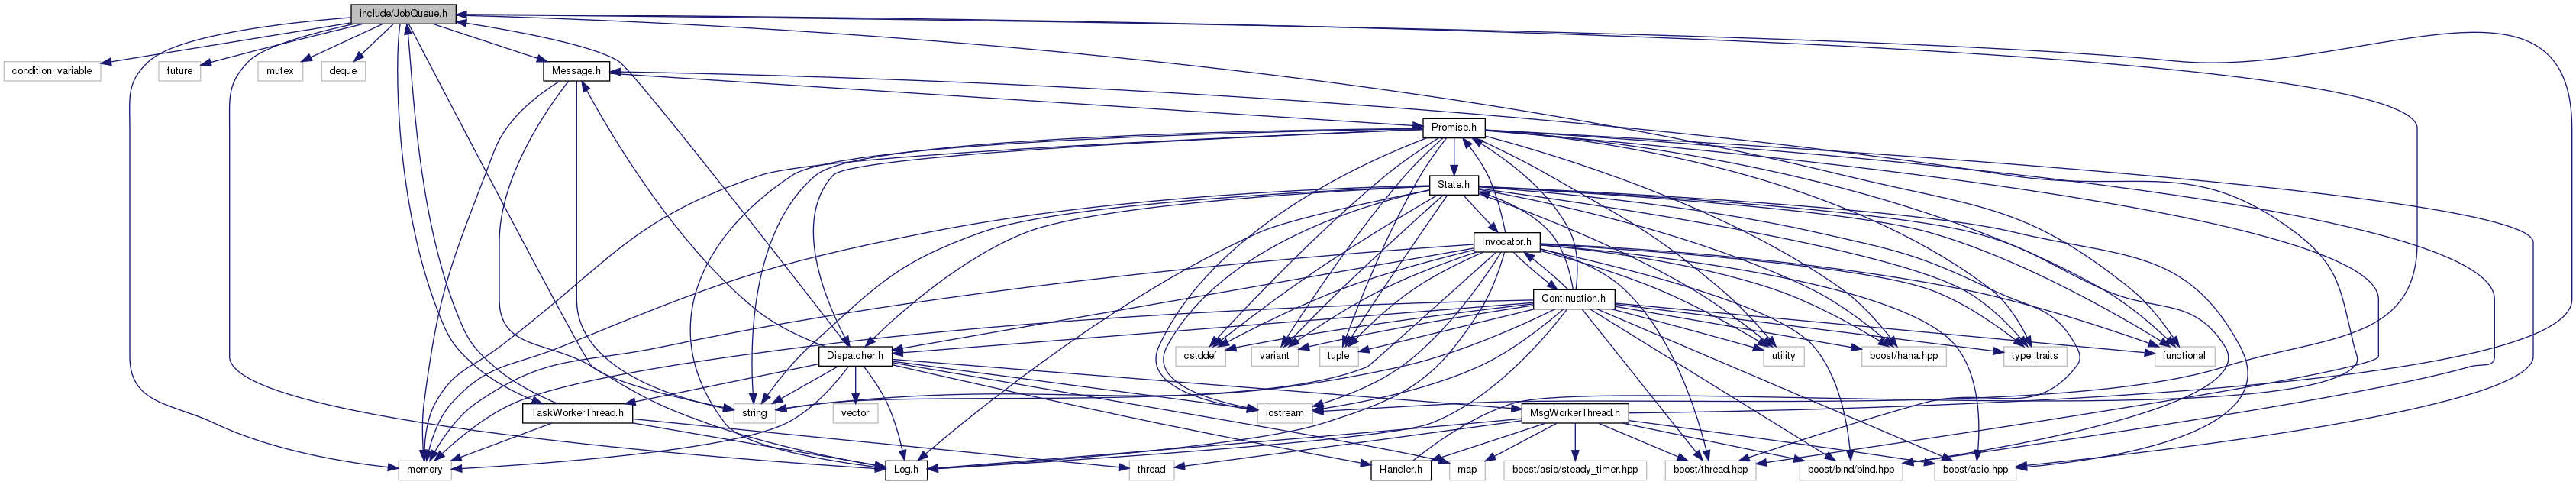 include/JobQueue.h
condition_variable
future
mutex
deque
Message.h
Promise.h
State.h
Invocator.h
Continuation.h
Dispatcher.h
cstddef
variant
tuple
utility
boost/hana.hpp
type_traits
functional
TaskWorkerThread.h
string
vector
iostream
MsgWorkerThread.h
memory
Log.h
thread
Handler.h
map
boost/asio/steady_timer.hpp
boost/thread.hpp
boost/bind/bind.hpp
boost/asio.hpp